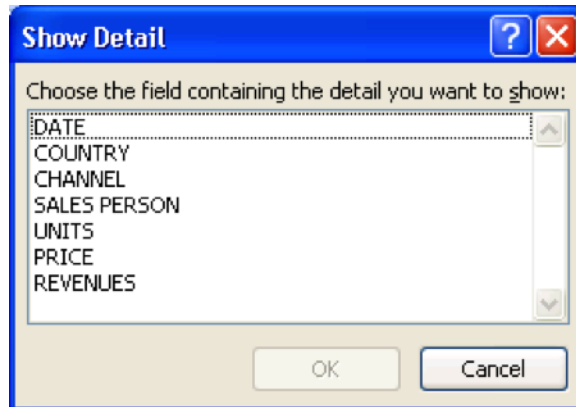 Show Detail
?
Choose the field containing the detail you want to show:
DATE
COUNTRY
CHANNEL
SALES PERSON
UNITS
PRICE
REVENUES
OK Cancel